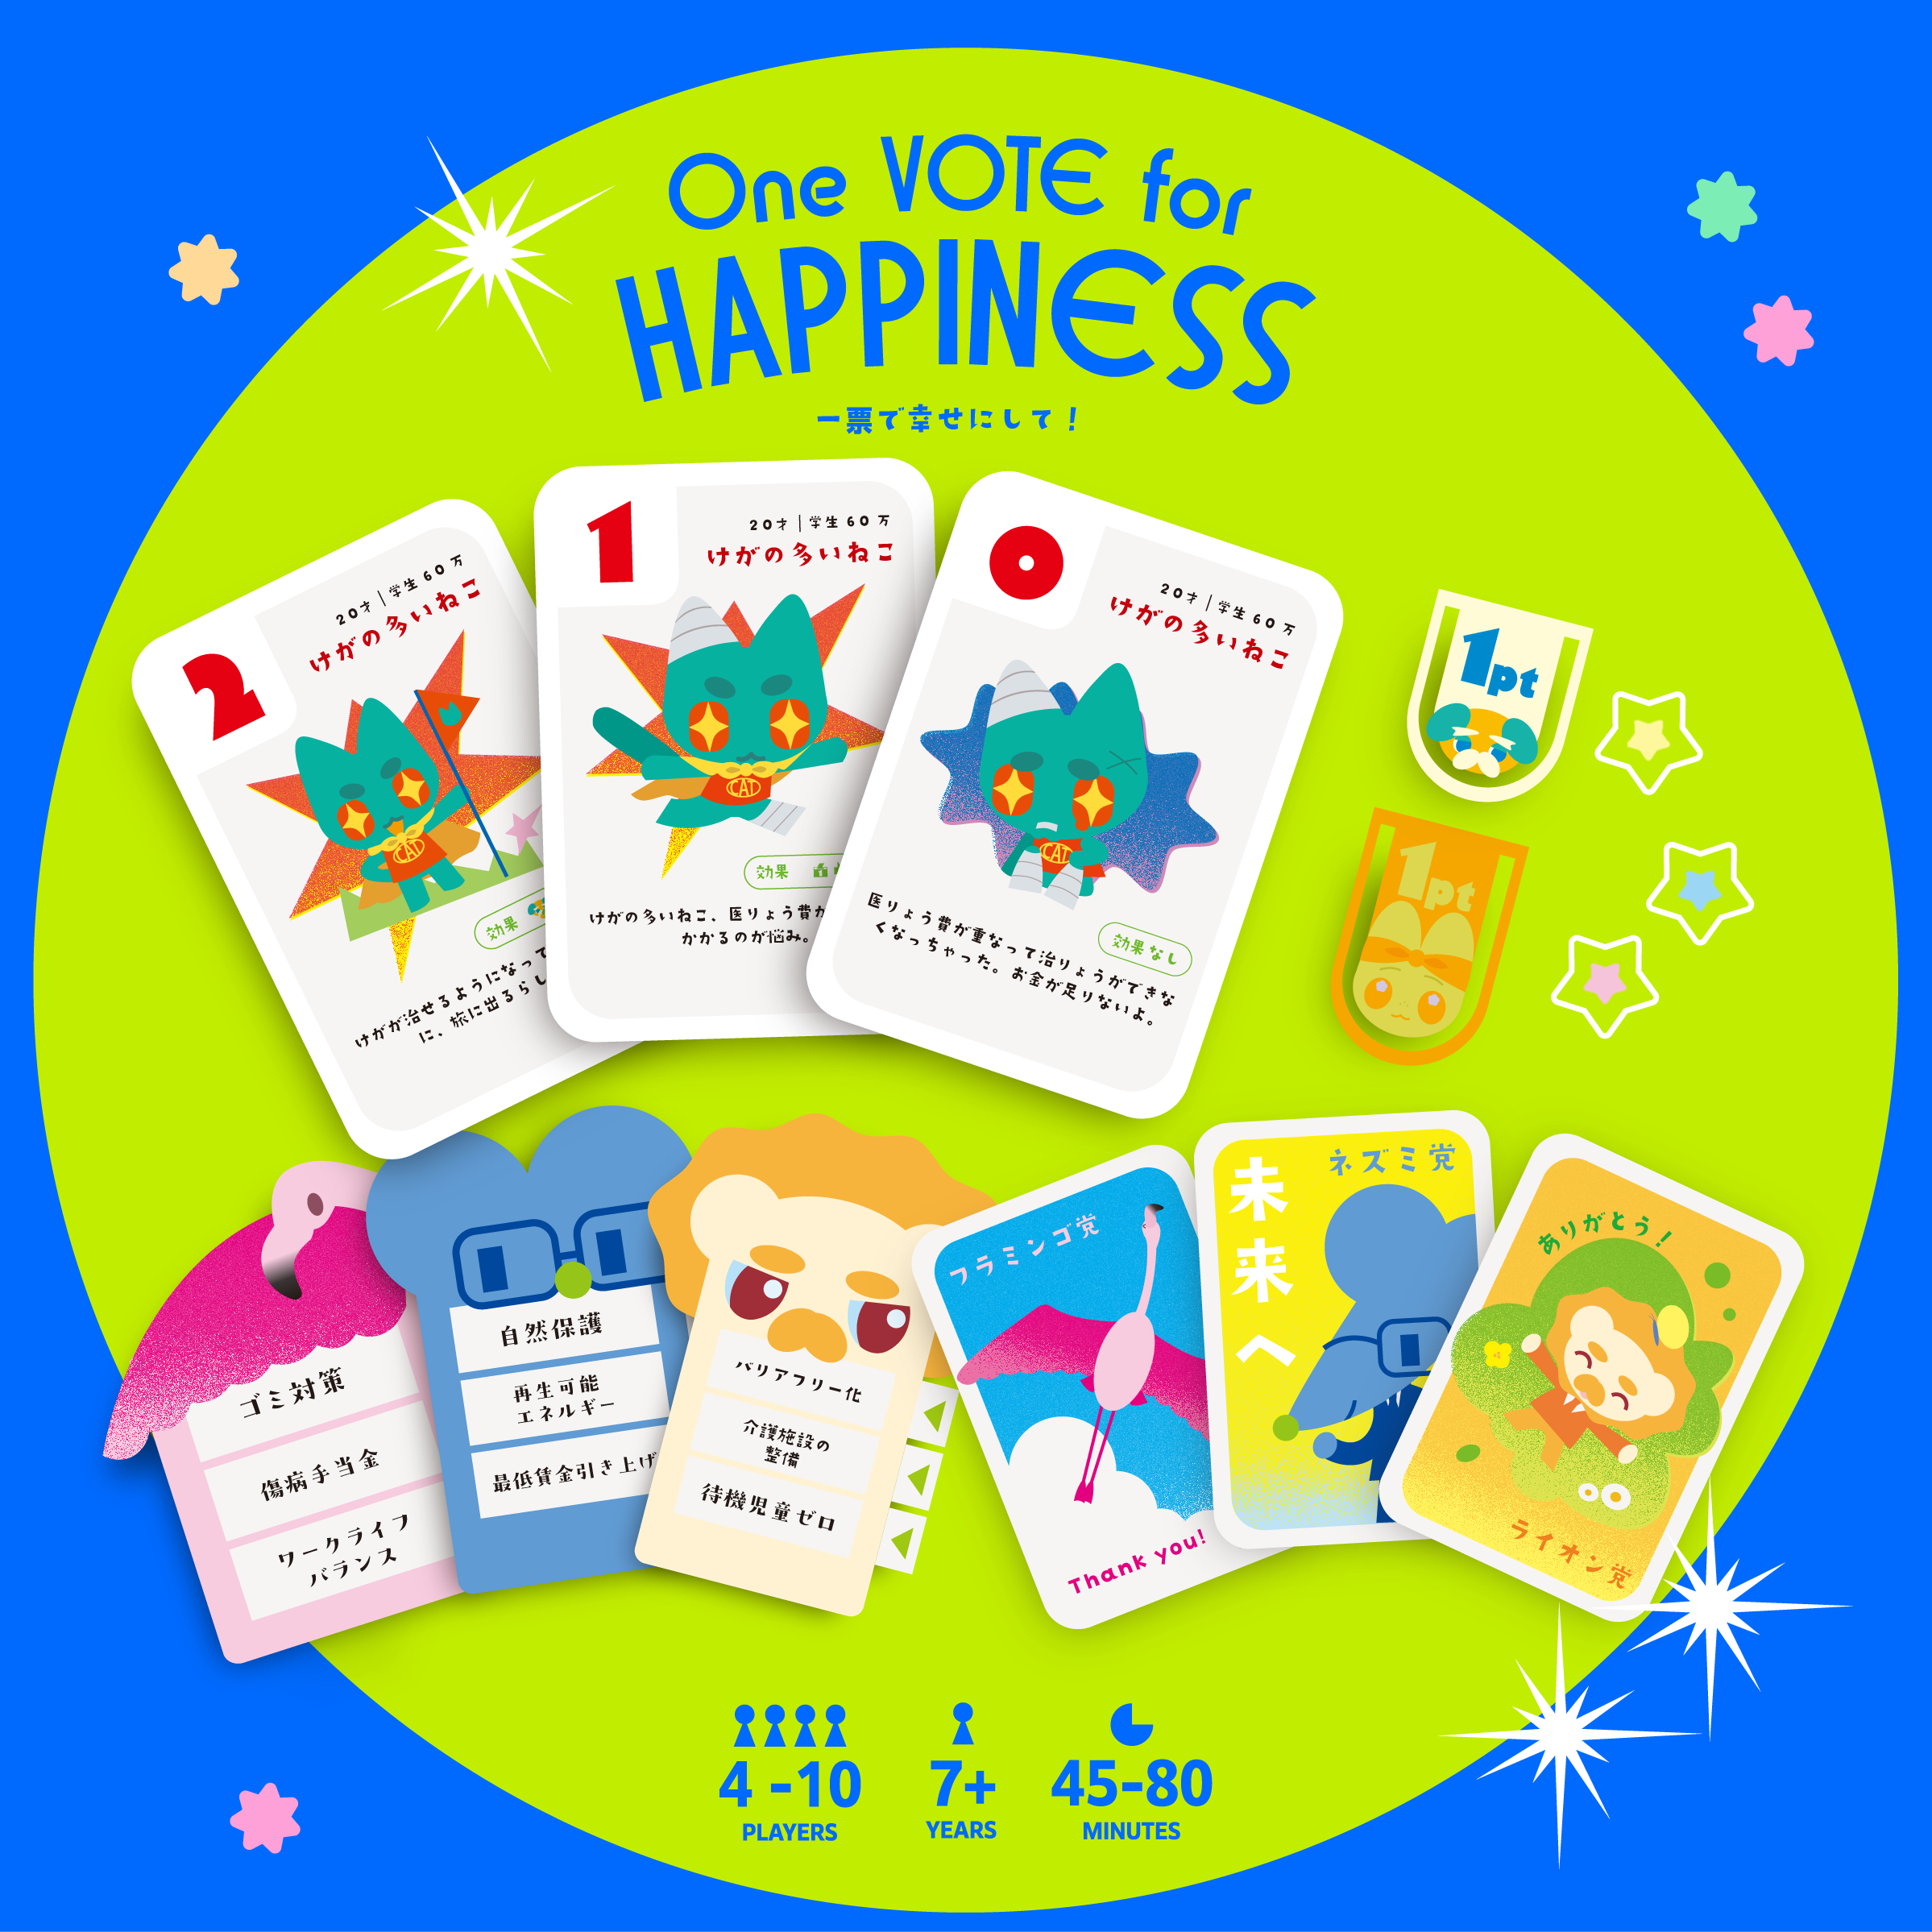 One VOTE for
HAPPINESS
一票で幸せにして！
2
20才｜学生60万
けがの多いねこ
CAT
効果
けがが治せるようになって
に、旅に出るらし
1
20才｜学生60万
けがの多いねこ
CAT
効果
けがの多いねこ、医りょう費が
かかるのが悩み。
0
20才｜学生60万
けがの多いねこ
CAT
効果なし
医りょう費が重なって治りょうができな
くなっちゃった。お金が足りないよ。
1pt
1pt
ゴミ対策
傷病手当金
ワークライフ
バランス
自然保護
再生可能
エネルギー
最低賃金引き上げ
バリアフリー化
介護施設の
整備
待機児童ゼロ
フラミンゴ党
Thank you!
ネズミ党
未来へ
ありがとう！
ライオン党
4 -10
PLAYERS
7+
YEARS
45-80
MINUTES